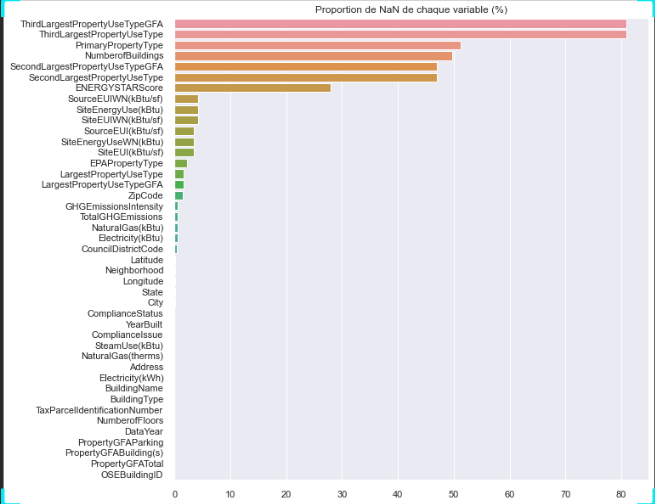 Proportion de NaN de chaque variable (%)
ThirdLargestPropertyUseTypeGFA
ThirdLargestPropertyUseType
PrimaryPropertyType
NumberofBuildings
SecondLargestPropertyUseTypeGFA
SecondLargestPropertyUseType
ENERGYSTARScore
SourceEUIWN(kBtu/sf)
SiteEnergyUse(kBtu)
SiteEUIWN(kBtu/sf)
SourceEUI(kBtu/sf)
SiteEnergyUseWN(kBtu)
SiteEUI(kBtu/sf)
EPAPropertyType
LargestPropertyUseType
LargestPropertyUseTypeGFA
ZipCode
GHGEmissionsIntensity
TotalGHGEmissions
NaturalGas(kBtu)
Electricity(kBtu)
CouncilDistrictCode
Latitude
Neighborhood
Longitude
State
City
ComplianceStatus
YearBuilt
ComplianceIssue
SteamUse(kBtu)
NaturalGas(therms)
Address
Electricity(kWh)
BuildingName
BuildingType
TaxParcelIdentificationNumber
NumberofFloors
DataYear
PropertyGFAParking
PropertyGFABuilding(s)
PropertyGFATotal
OSEBuildingID
0 10 20 30 40 50 60 70 80